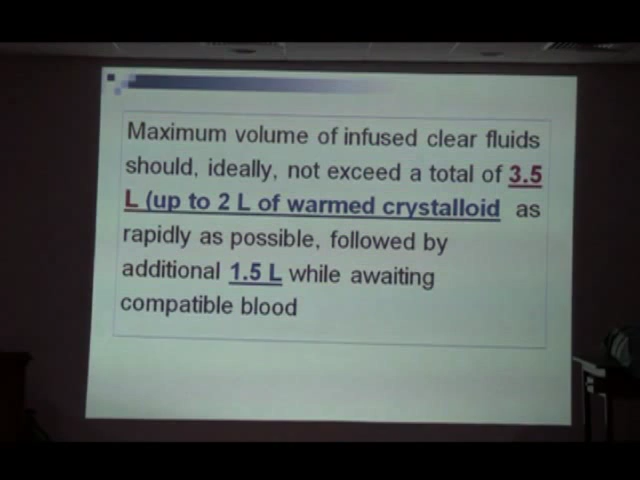 Maximum volume of infused clear fluids
should, ideally, not exceed a total of 3.5
L (up to 2 L of warmed crystalloid as
rapidly as possible, followed by
additional 1.5 L while awaiting
compatible blood